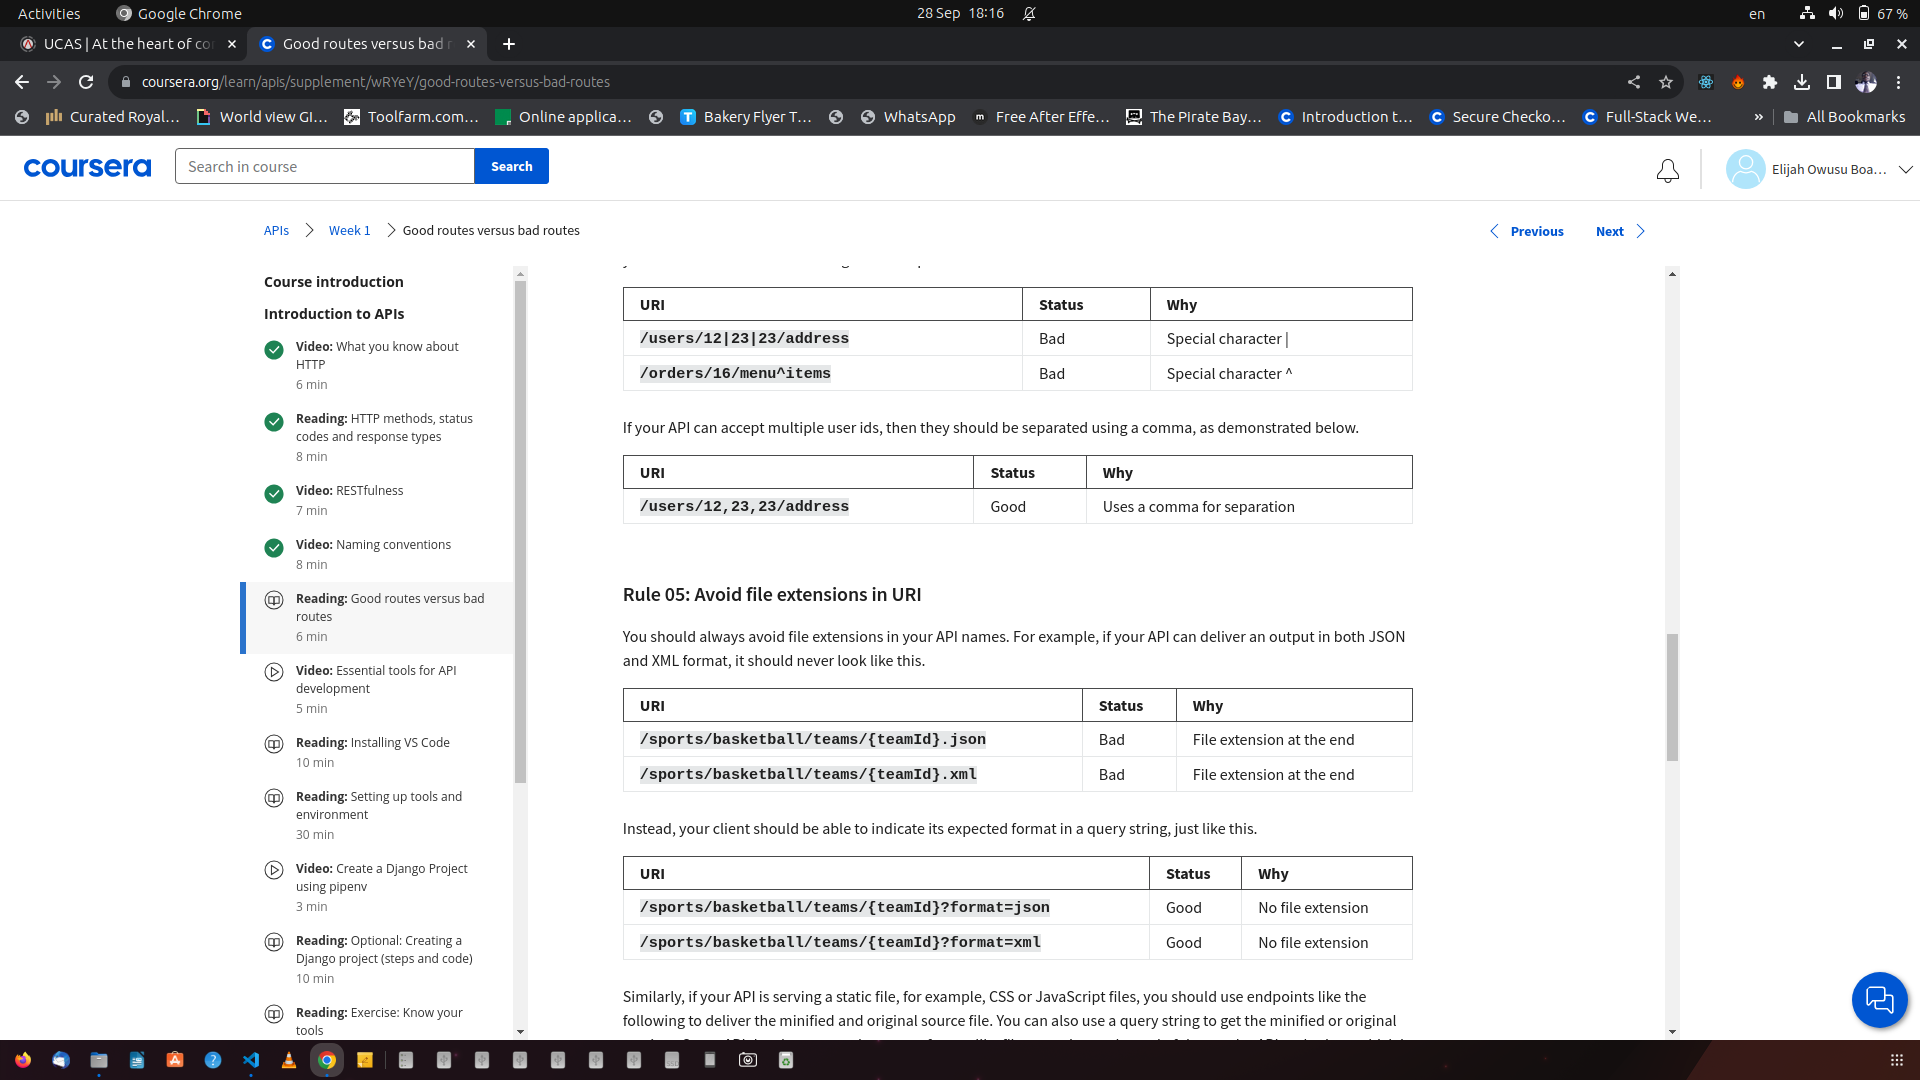 Activities
Google Chrome
28 Sep 18:16
en
67 %
UCAS | At the heart of co
Good routes versus bad r
coursera.org/learn/apis/supplement/wRYeY/good-routes-versus-bad-routes
Curated Royal…
World view GI…
Toolfarm.com…
Online applica…
Bakery Flyer T…
WhatsApp
Free After Effe…
The Pirate Bay…
Introduction t…
Secure Checko…
Full-Stack We…
»
All Bookmarks
coursera
Search in course
Search
Elijah Owusu Boa…
APIs
Week 1
Good routes versus bad routes
Previous
Next
Course introduction
Introduction to APIs
Video: What you know about
HTTP
6 min
Reading: HTTP methods, status
codes and response types
8 min
Video: RESTfulness
7 min
Video: Naming conventions
8 min
Reading: Good routes versus bad
routes
6 min
Video: Essential tools for API
development
5 min
Reading: Installing VS Code
10 min
Reading: Setting up tools and
environment
30 min
Video: Create a Django Project
using pipenv
3 min
Reading: Optional: Creating a
Django project (steps and code)
10 min
Reading: Exercise: Know your
tools
URI Status Why
/users/12|23|23/address Bad Special character |
/orders/16/menu^items Bad Special character ^
If your API can accept multiple user ids, then they should be separated using a comma, as demonstrated below.
URI Status Why
/users/12,23,23/address Good Uses a comma for separation
Rule 05: Avoid file extensions in URI
You should always avoid file extensions in your API names. For example, if your API can deliver an output in both JSON
and XML format, it should never look like this.
URI Status Why
/sports/basketball/teams/{teamId}.json Bad File extension at the end
/sports/basketball/teams/{teamId}.xml Bad File extension at the end
Instead, your client should be able to indicate its expected format in a query string, just like this.
URI Status Why
/sports/basketball/teams/{teamId}?format=json Good No file extension
/sports/basketball/teams/{teamId}?format=xml Good No file extension
Similarly, if your API is serving a static file, for example, CSS or JavaScript files, you should use endpoints like the
following to deliver the minified and original source file. You can also use a query string to get the minified or original